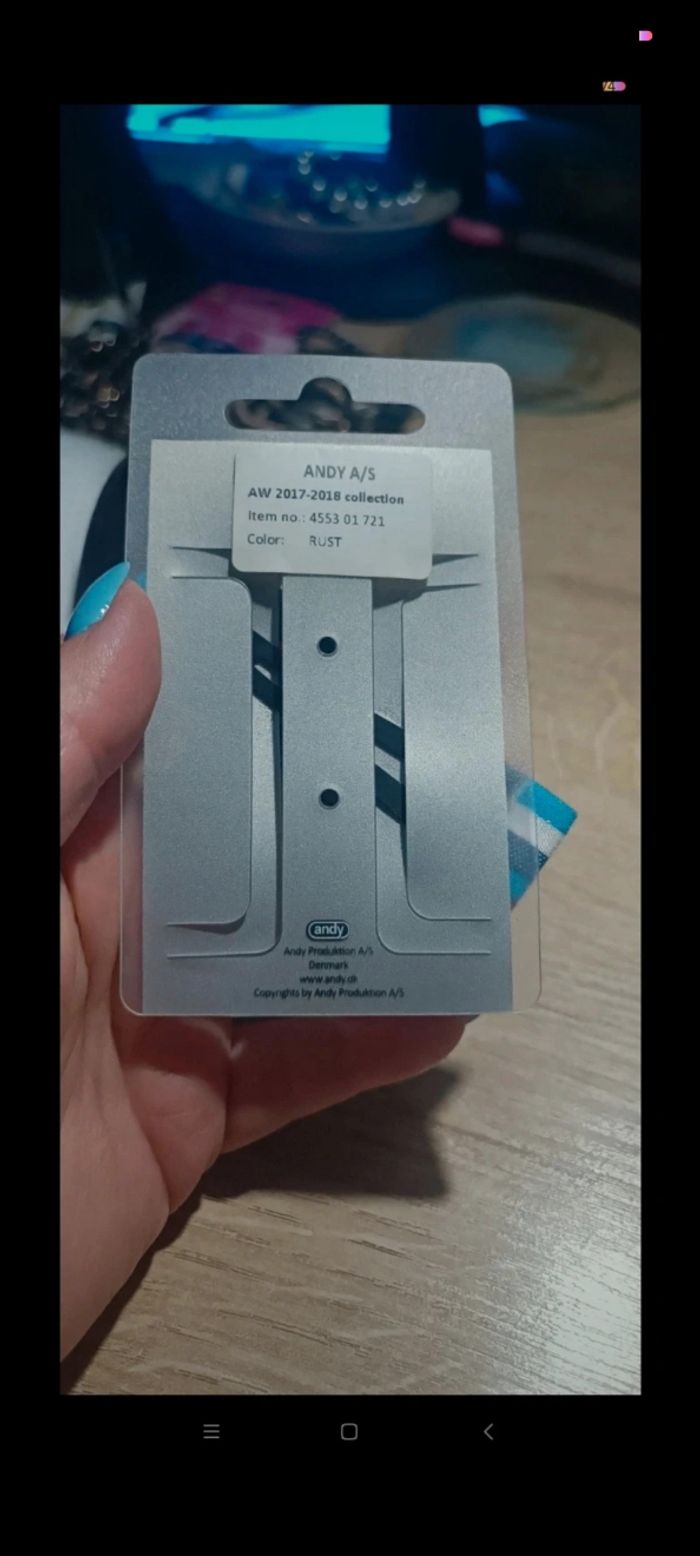 ANDY A/S
AW 2017-2018 collection
Item no.: 4553 01 721
Color: RUST
andy
Andy Produktion A/S
Denmark
www.andy.dk
Copyrights by Andy Produktion A/S